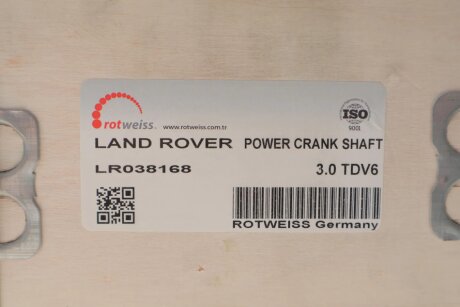 rotweiss
www.rotweiss.com.tr
ISO
9001
LAND ROVER POWER CRANK SHAFT
LR038168 3.0 TDV6
ROTWEISS Germany